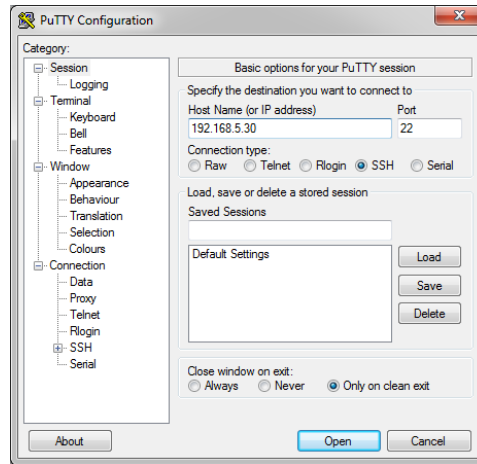 PuTTY Configuration
Category:
Session
Logging
Terminal
Keyboard
Bell
Features
Window
Appearance
Behaviour
Translation
Selection
Colours
Connection
Data
Proxy
Telnet
Rlogin
SSH
Serial
Basic options for your PuTTY session
Specify the destination you want to connect to
Host Name (or IP address) Port
192.168.5.30 22
Connection type:
Raw Telnet Rlogin SSH Serial
Load, save or delete a stored session
Saved Sessions
Default Settings
Load
Save
Delete
Close window on exit:
Always Never Only on clean exit
About Open Cancel